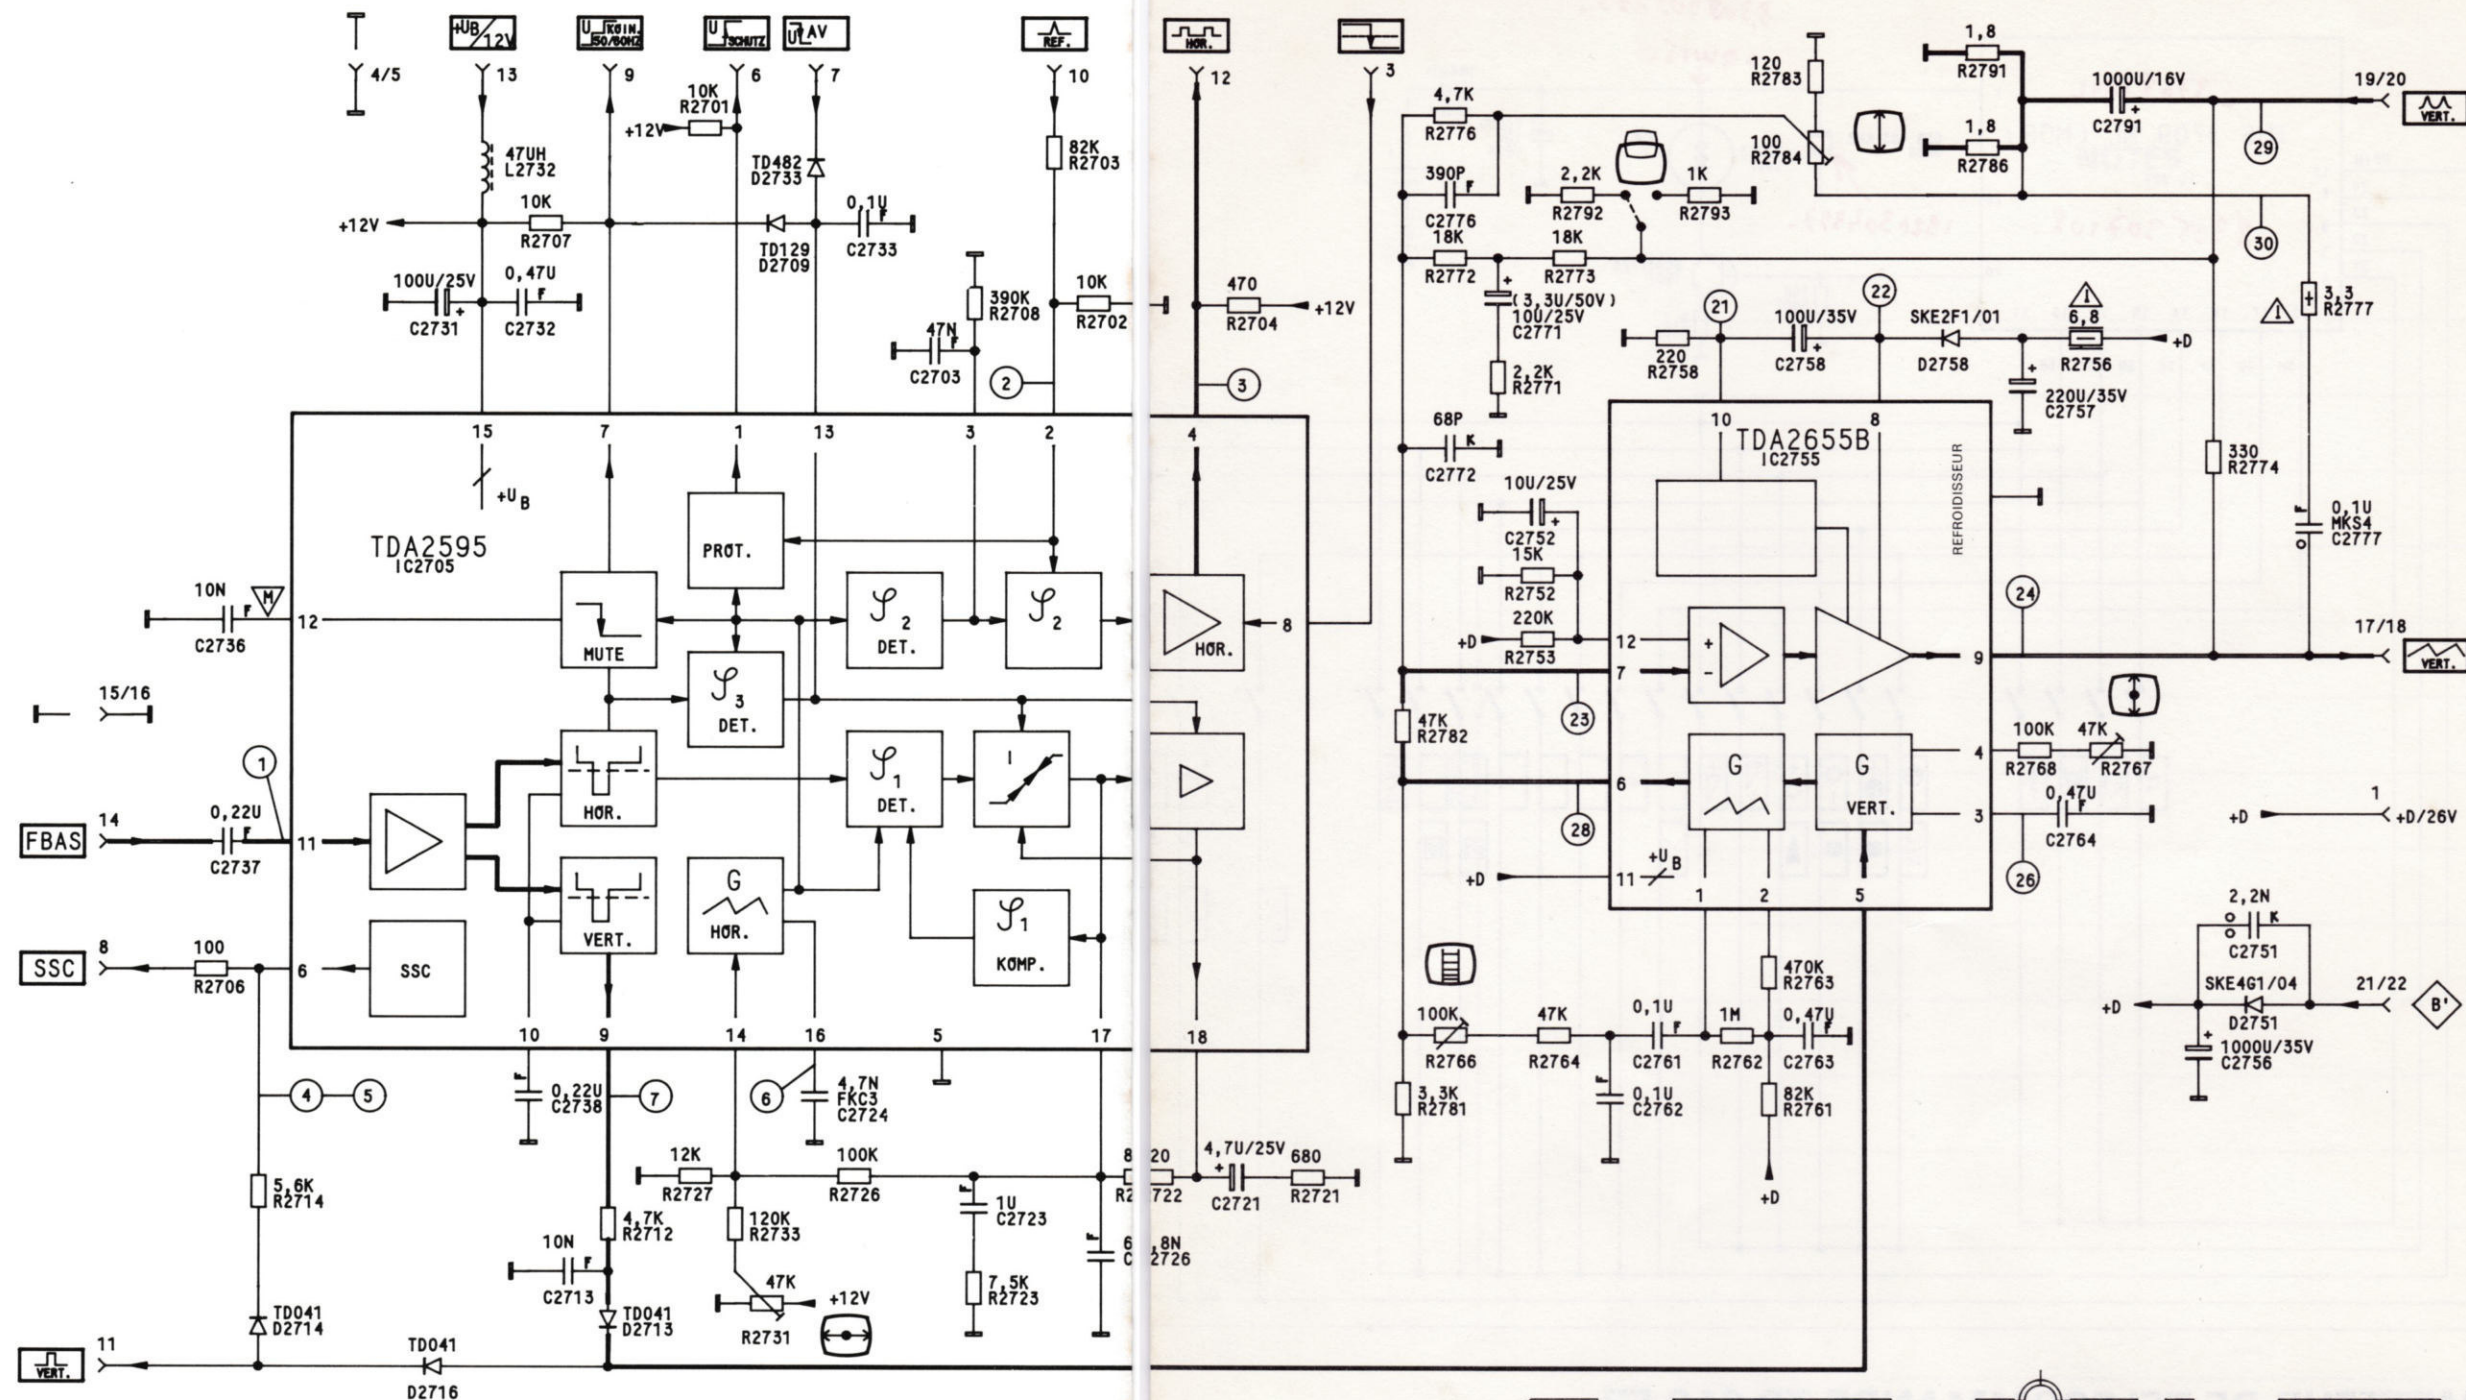 +UB/12V
U KOIN. 50/60HZ
U SCHUTZ
U AV
REF.
HOR.
4/5
13
9
6
7
10
12
3
10K
R2701
+12V
47UH
L2732
TD482
D2733
82K
R2703
+12V
10K
R2707
TD129
D2709
0,1U
F
C2733
100U/25V
+
C2731
0,47U
F
C2732
390K
R2708
47N
F
C2703
10K
R2702
2
470
R2704
+12V
3
4,7K
R2776
390P
F
C2776
18K
R2772
18K
R2773
2,2K
R2792
1K
R2793
120
R2783
100
R2784
1,8
R2791
1,8
R2786
1000U/16V
+
C2791
19/20
VERT.
29
30
+
(3,3U/50V)
10U/25V
C2771
2,2K
R2771
68P
K
C2772
21
22
220
R2758
100U/35V
+
C2758
SKE2F1/01
D2758
6,8
R2756
+D
+
220U/35V
C2757
3,3
R2777
330
R2774
F
0,1U
MKS4
C2777
15
7
1
13
3
2
4
+UB
TDA2595
IC2705
PROT.
MUTE
2
DET.
2
HOR.
8
3
DET.
HOR.
1
DET.
I
VERT.
G
HOR.
1
KOMP.
SSC
10N
M
F
C2736
12
15/16
1
FBAS
14
0,22U
F
C2737
11
SSC
8
100
R2706
6
10
9
14
16
5
17
18
4
5
F
0,22U
C2738
7
6
4,7N
FKC3
C2724
5,6K
R2714
12K
R2727
100K
R2726
4,7K
R2712
120K
R2733
F
1U
C2723
7,5K
R2723
F
10N
F
C2713
TD041
D2713
47K
R2731
+12V
TD041
D2714
TD041
D2716
11
VERT.
4,7U/25V
+
C2721
680
R2721
10
8
TDA2655B
IC2755
REFROIDISSEUR
10U/25V
+
C2752
15K
R2752
220K
R2753
+D
12
7
+
-
9
23
24
17/18
VERT.
47K
R2782
6
28
G
G
VERT.
4
3
100K
R2768
47K
R2767
0,47U
F
C2764
26
+D
11
+UB
1
2
5
+D
1
+D/26V
2,2N
K
C2751
SKE4G1/04
D2751
21/22
B'
+D
+
1000U/35V
C2756
100K
R2766
47K
R2764
0,1U
F
C2761
1M
R2762
0,47U
F
C2763
470K
R2763
3,3K
R2781
F
0,1U
C2762
82K
R2761
+D